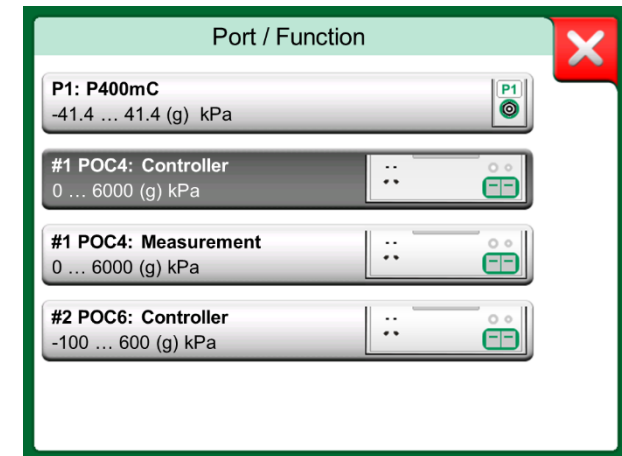 Port / Function
P1: P400mC
-41.4 … 41.4 (g) kPa
P1
#1 POC4: Controller
0 … 6000 (g) kPa
#1 POC4: Measurement
0 … 6000 (g) kPa
#2 POC6: Controller
-100 … 600 (g) kPa